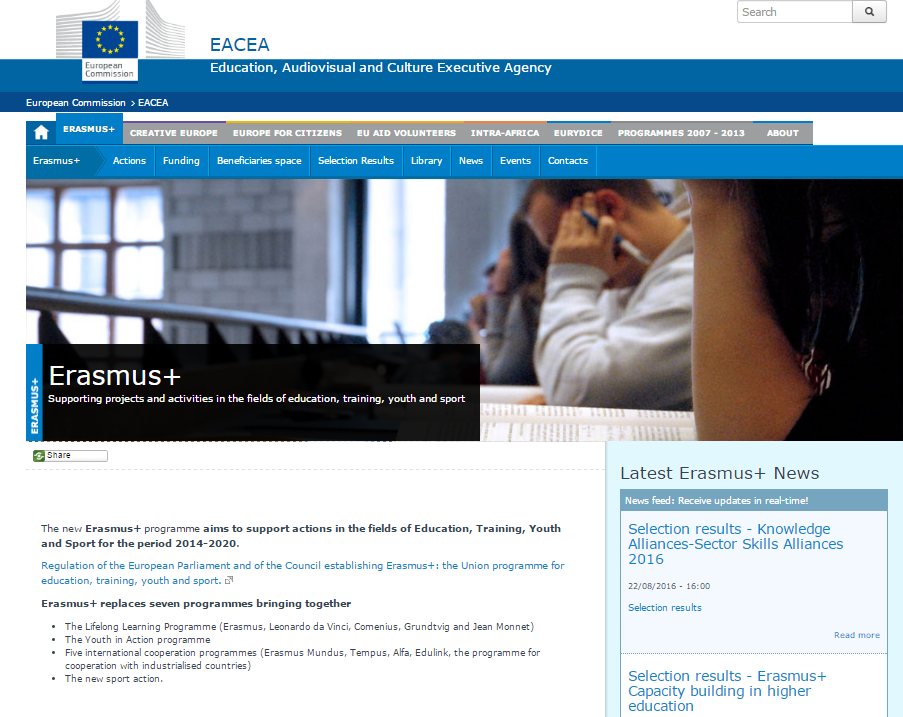 Search
European
Commission
EACEA
Education, Audiovisual and Culture Executive Agency
European Commission > EACEA
ERASMUS+ CREATIVE EUROPE EUROPE FOR CITIZENS EU AID VOLUNTEERS INTRA-AFRICA EURYDICE PROGRAMMES 2007 - 2013 ABOUT
Erasmus+ Actions Funding Beneficiaries space Selection Results Library News Events Contacts
ERASMUS+
Erasmus+
Supporting projects and activities in the fields of education, training, youth and sport
Share
The new Erasmus+ programme aims to support actions in the fields of Education, Training, Youth
and Sport for the period 2014-2020.
Regulation of the European Parliament and of the Council establishing Erasmus+: the Union programme for
education, training, youth and sport.
Erasmus+ replaces seven programmes bringing together
• The Lifelong Learning Programme (Erasmus, Leonardo da Vinci, Comenius, Grundtvig and Jean Monnet)
• The Youth in Action programme
• Five international cooperation programmes (Erasmus Mundus, Tempus, Alfa, Edulink, the programme for
cooperation with industrialised countries)
• The new sport action.
Latest Erasmus+ News
News feed: Receive updates in real-time!
Selection results - Knowledge
Alliances-Sector Skills Alliances
2016
22/08/2016 - 16:00
Selection results
Read more
Selection results - Erasmus+
Capacity building in higher
education